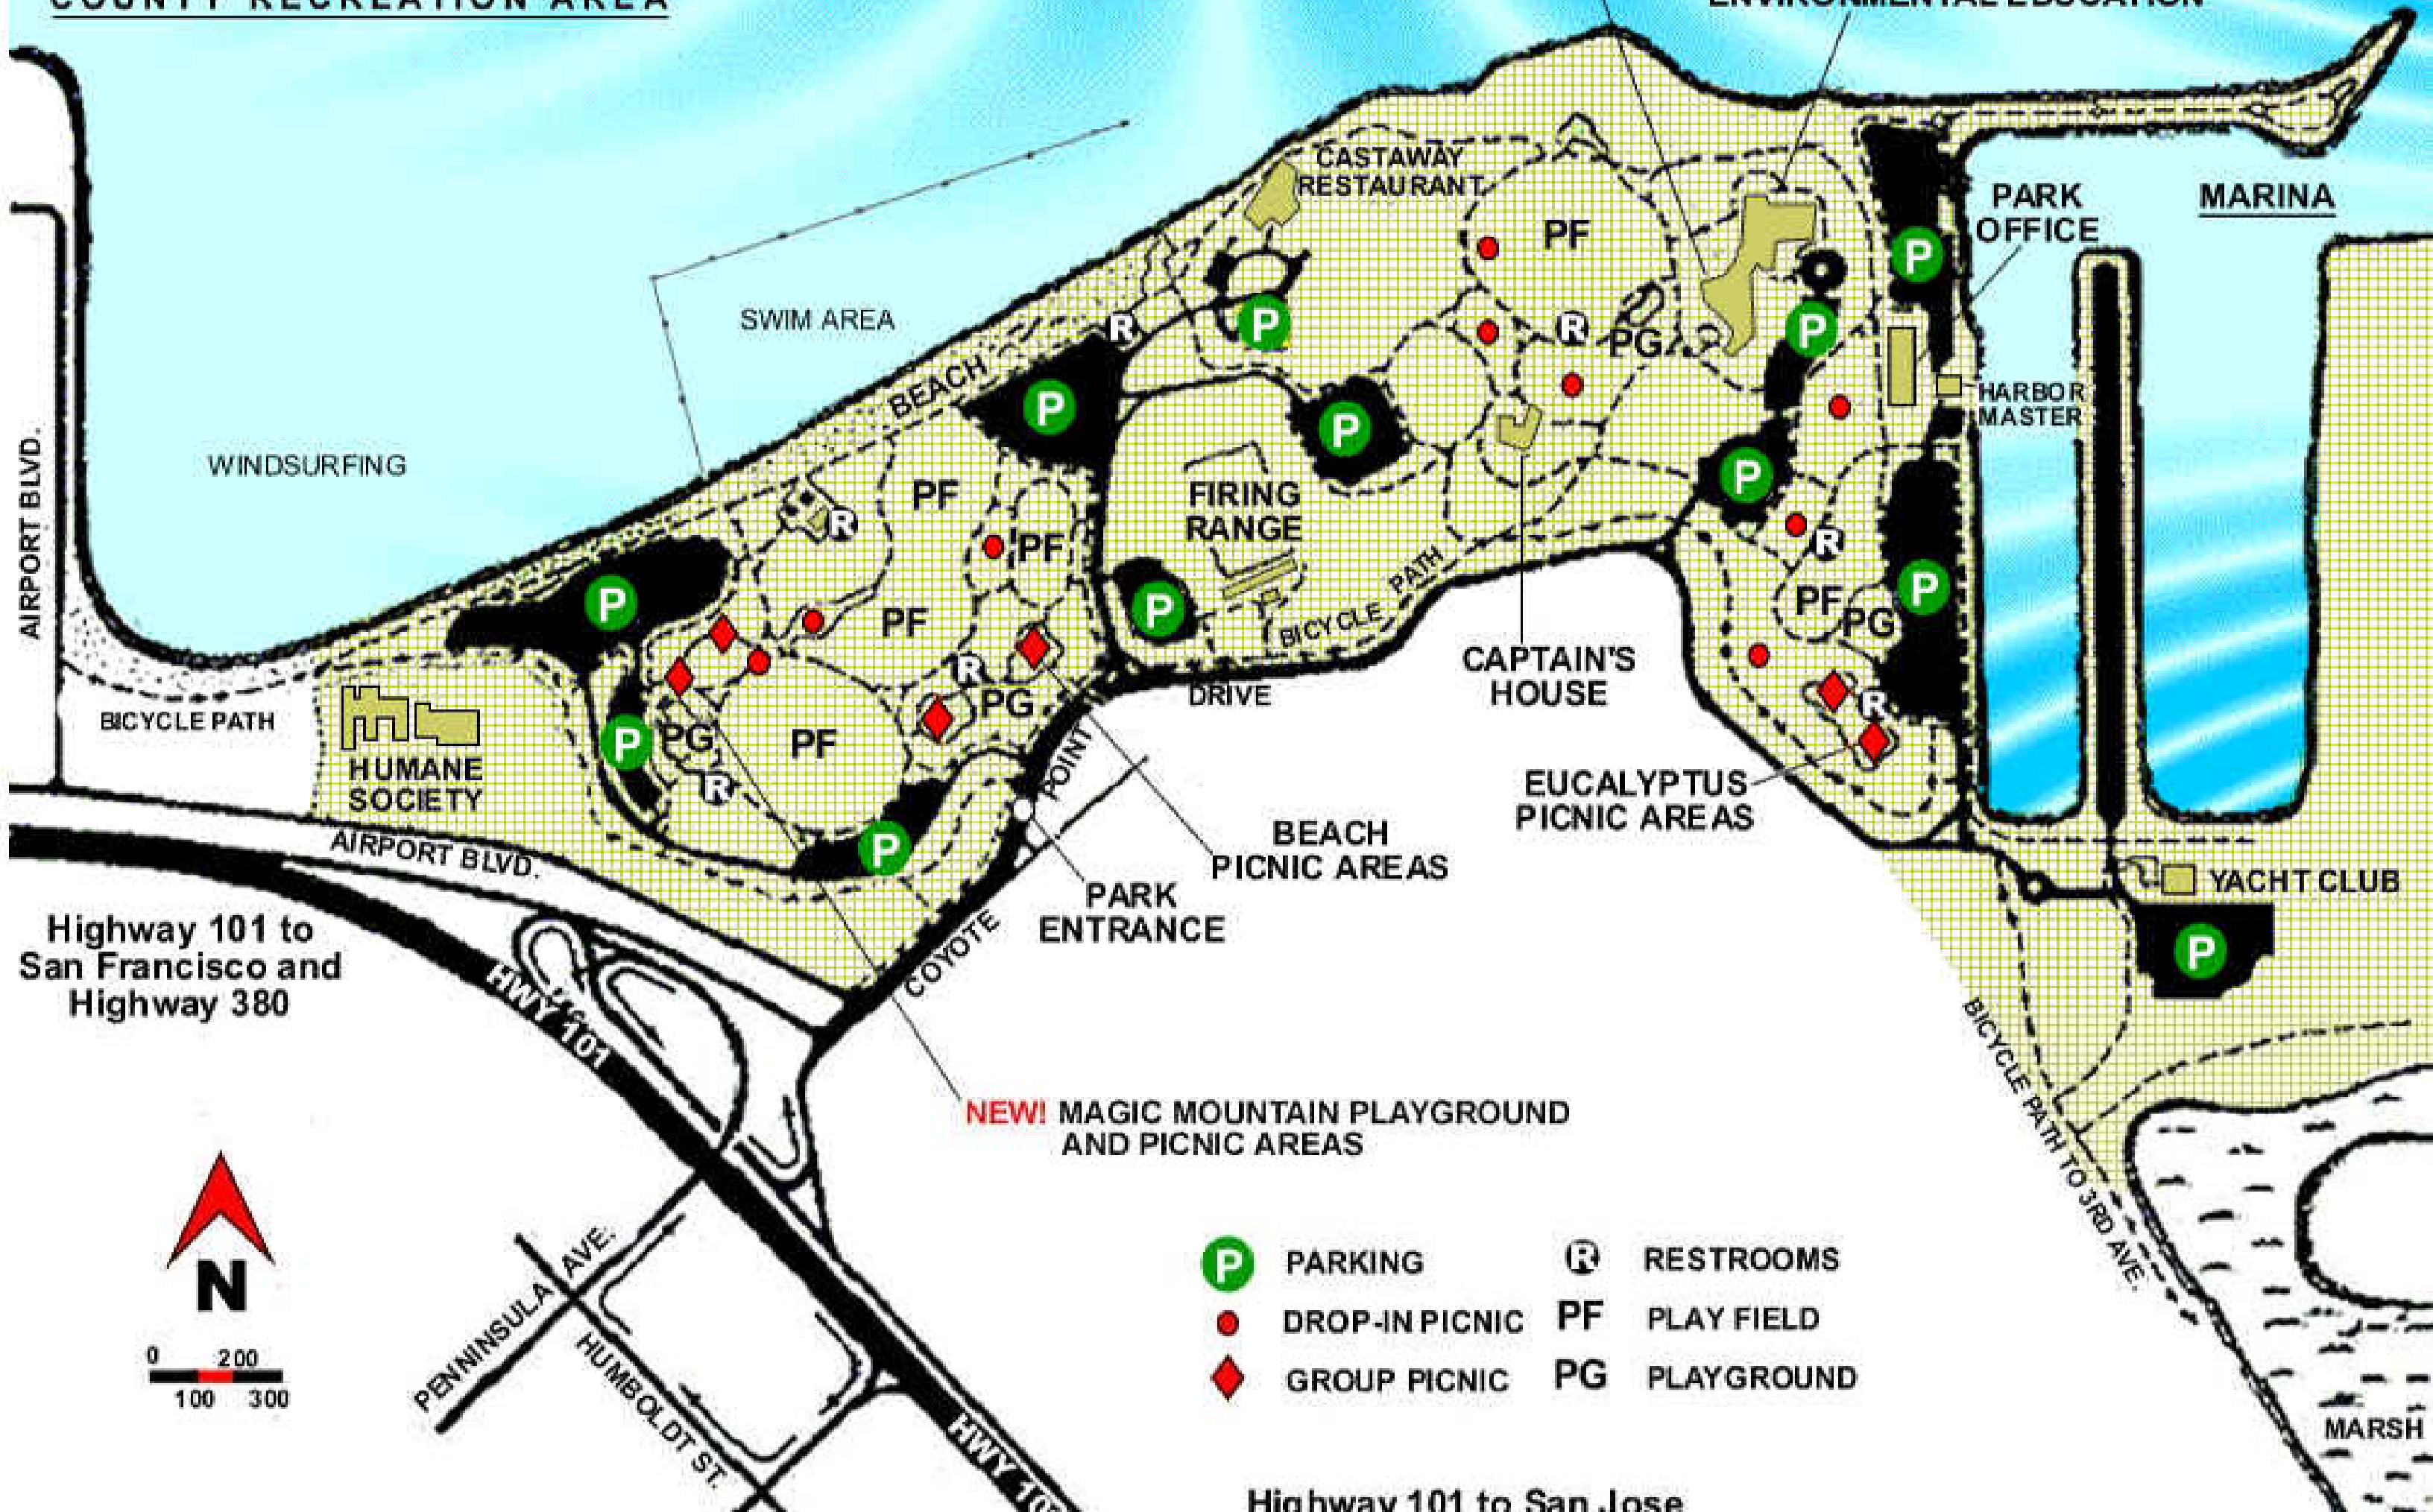 COUNTY RECREATION AREA
ENVIRONMENTAL EDUCATION
CASTAWAY
RESTAURANT
PF
PARK
OFFICE
MARINA
P
P
SWIM AREA
R
P
R
PG
P
BEACH
P
HARBOR
MASTER
P
AIRPORT BLVD.
WINDSURFING
PF
FIRING
RANGE
P
R
PF
R
P
P
P
BICYCLE PATH
PF
PG
PF
CAPTAIN'S
HOUSE
R
PG
DRIVE
R
BICYCLE PATH
P
PG
PF
HUMANE
SOCIETY
R
POINT
EUCALYPTUS
PICNIC AREAS
P
BEACH
PICNIC AREAS
AIRPORT BLVD.
PARK
ENTRANCE
YACHT CLUB
P
COYOTE
Highway 101 to
San Francisco and
Highway 380
HWY 101
BICYCLE PATH TO 3RD AVE.
NEW! MAGIC MOUNTAIN PLAYGROUND
AND PICNIC AREAS
N
0 200
100 300
PENNINSULA AVE.
HUMBOLDT ST.
P PARKING
DROP-IN PICNIC
GROUP PICNIC
R RESTROOMS
PF PLAY FIELD
PG PLAYGROUND
MARSH
HWY 101
Highway 101 to San Jose